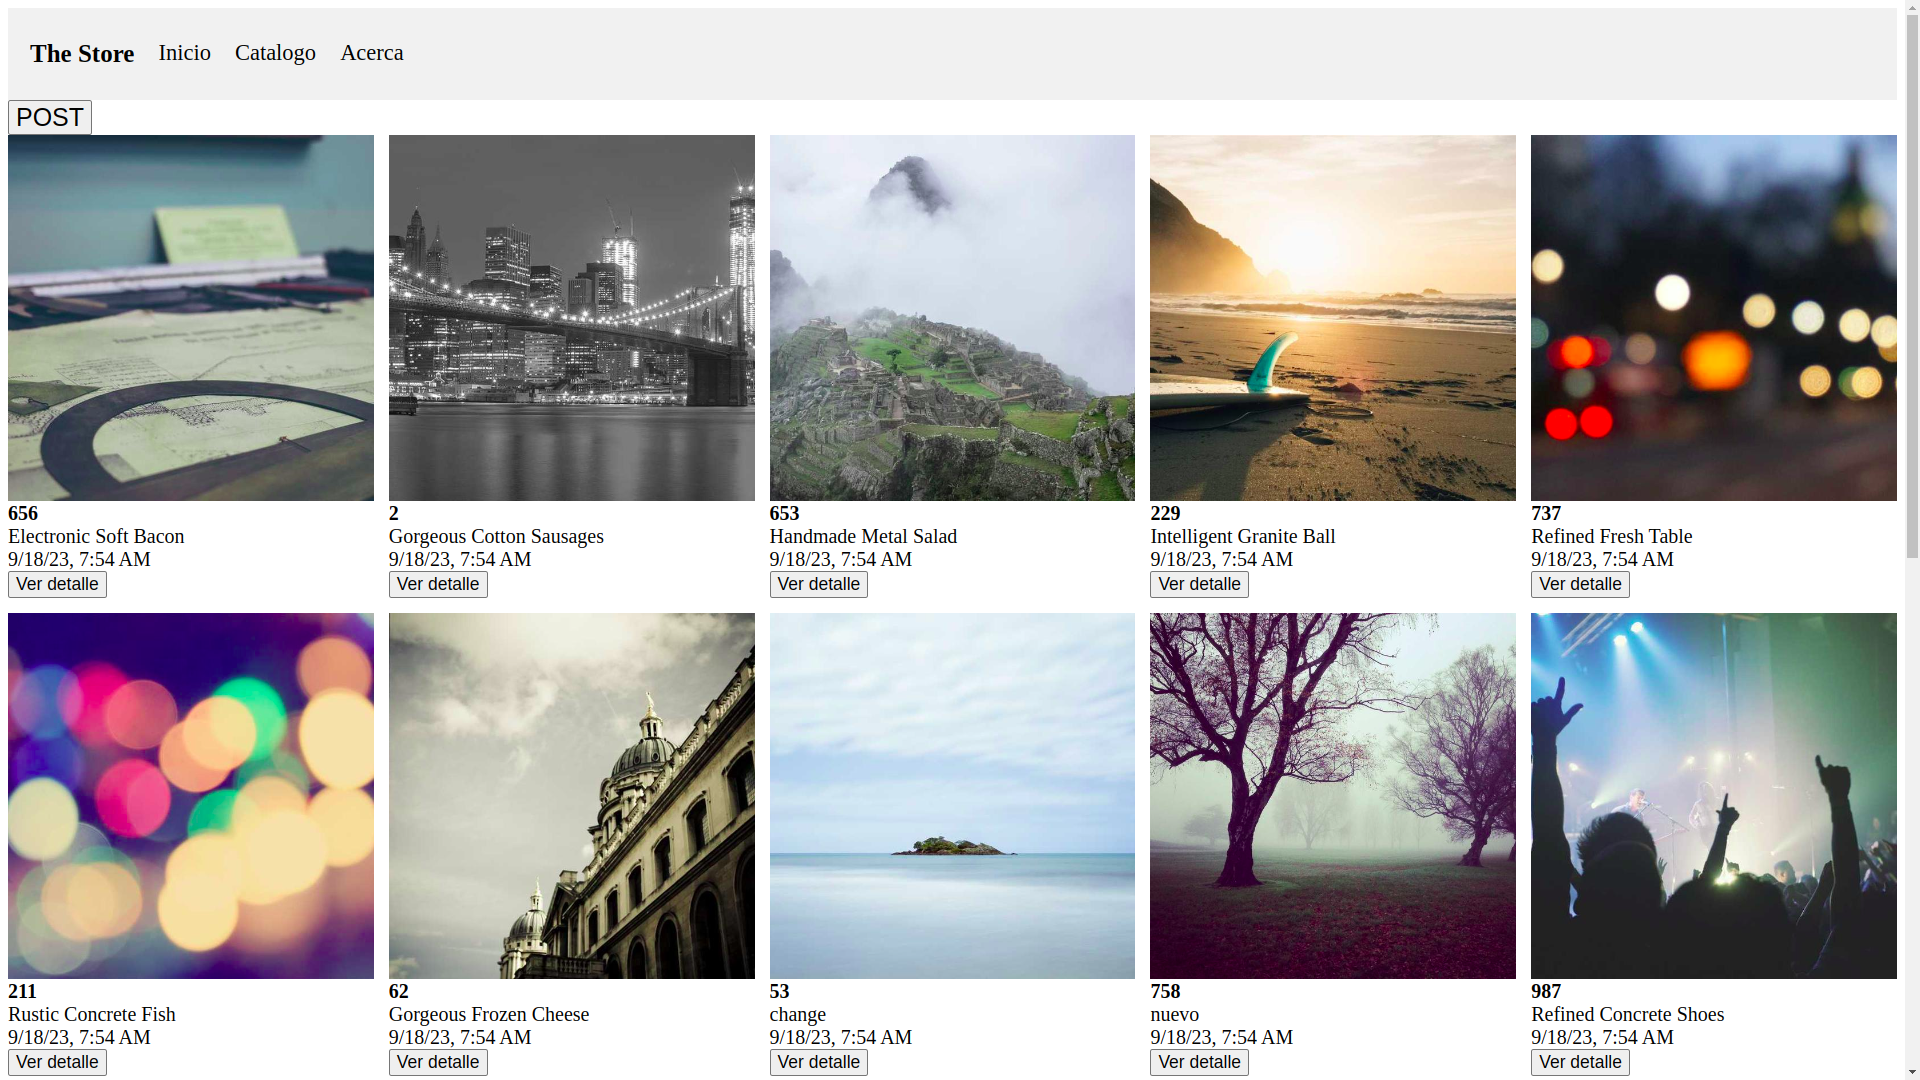 The Store Inicio Catalogo Acerca
POST
656
Electronic Soft Bacon
9/18/23, 7:54 AM
Ver detalle
2
Gorgeous Cotton Sausages
9/18/23, 7:54 AM
Ver detalle
653
Handmade Metal Salad
9/18/23, 7:54 AM
Ver detalle
229
Intelligent Granite Ball
9/18/23, 7:54 AM
Ver detalle
737
Refined Fresh Table
9/18/23, 7:54 AM
Ver detalle
211
Rustic Concrete Fish
9/18/23, 7:54 AM
Ver detalle
62
Gorgeous Frozen Cheese
9/18/23, 7:54 AM
Ver detalle
53
change
9/18/23, 7:54 AM
Ver detalle
758
nuevo
9/18/23, 7:54 AM
Ver detalle
987
Refined Concrete Shoes
9/18/23, 7:54 AM
Ver detalle